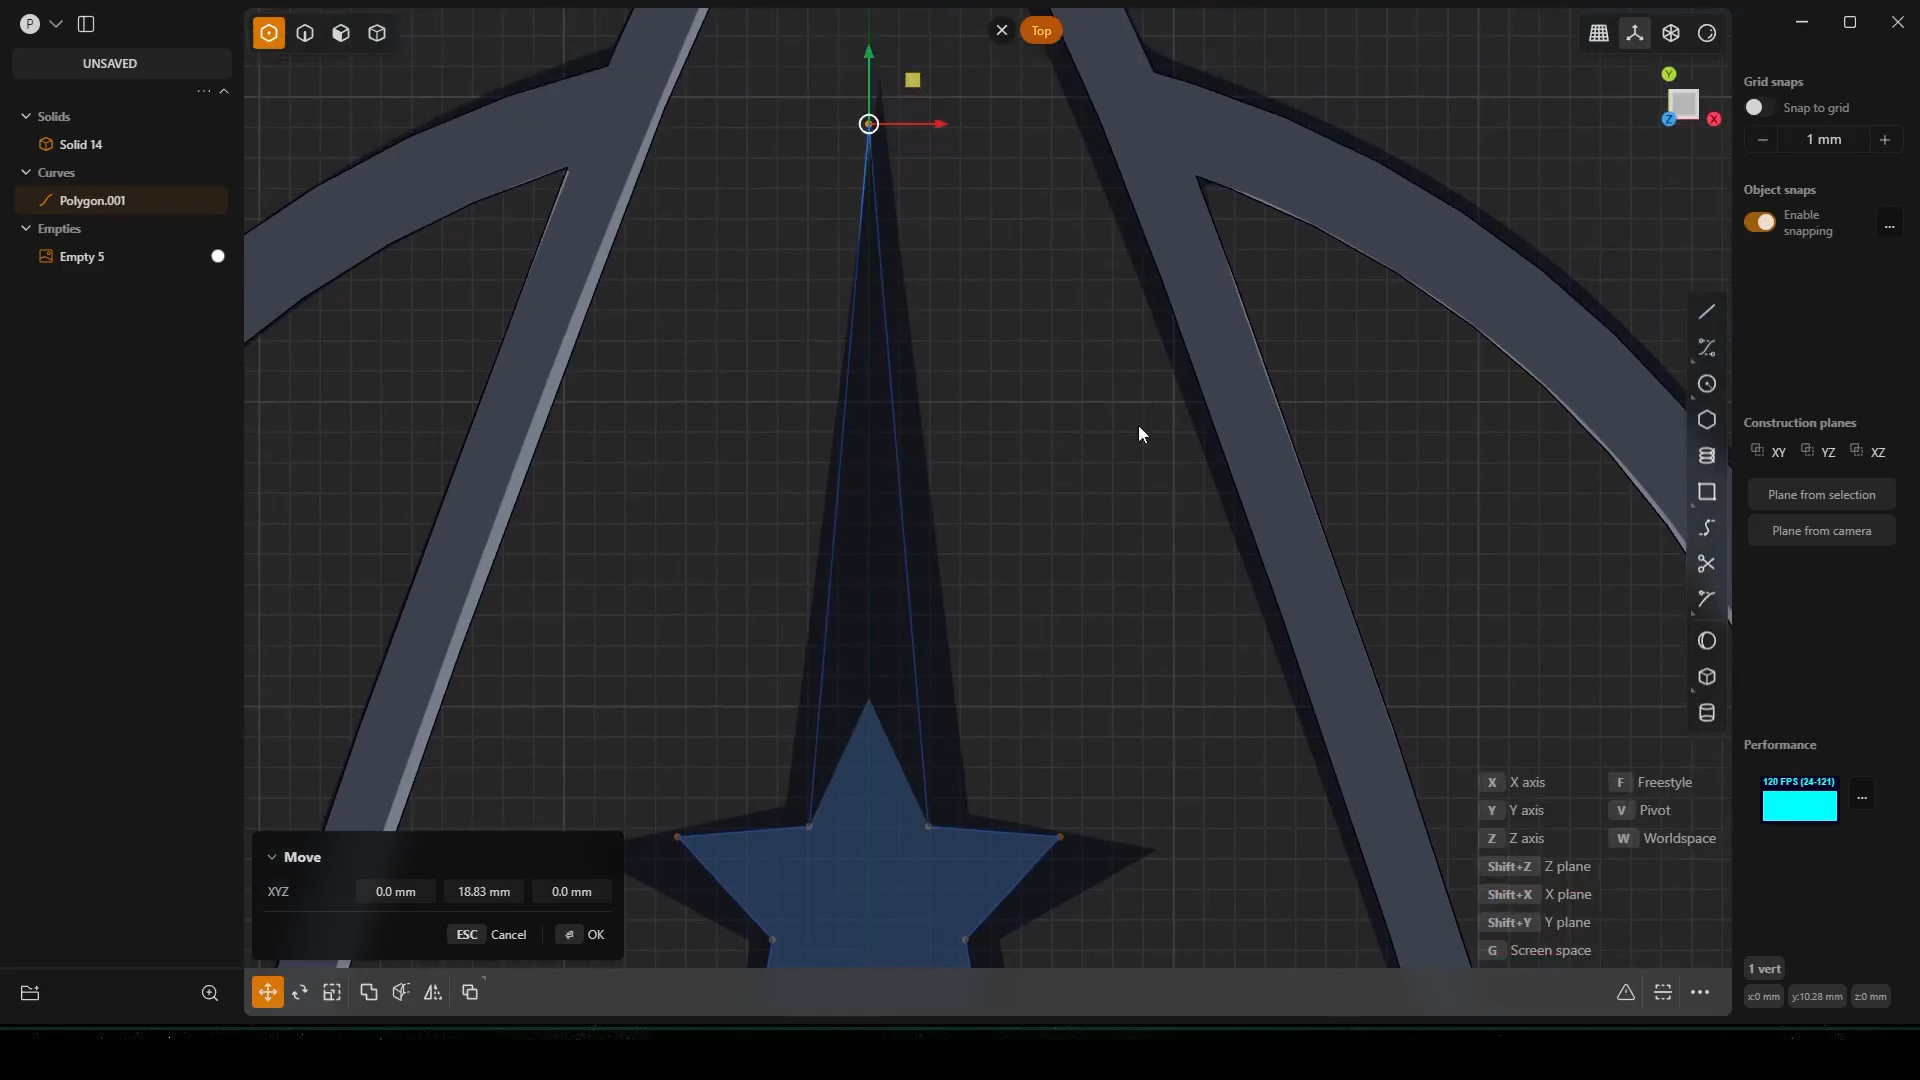 P
UNSAVED
Solids
Solid 14
Curves
Polygon.001
Empties
Empty 5
Top
Y
Z
X
Grid snaps
Snap to grid
1 mm
Object snaps
Enable
snapping
Construction planes
XY YZ XZ
Plane from selection
Plane from camera
Performance
120 FPS (24-121)
X X axis F Freestyle
Y Y axis V Pivot
Z Z axis W Worldspace
Shift+Z Z plane
Shift+X X plane
Shift+Y Y plane
G Screen space
Move
XYZ 0.0 mm 18.83 mm 0.0 mm
ESC Cancel OK
1 vert
x:0 mm y:10.28 mm z:0 mm